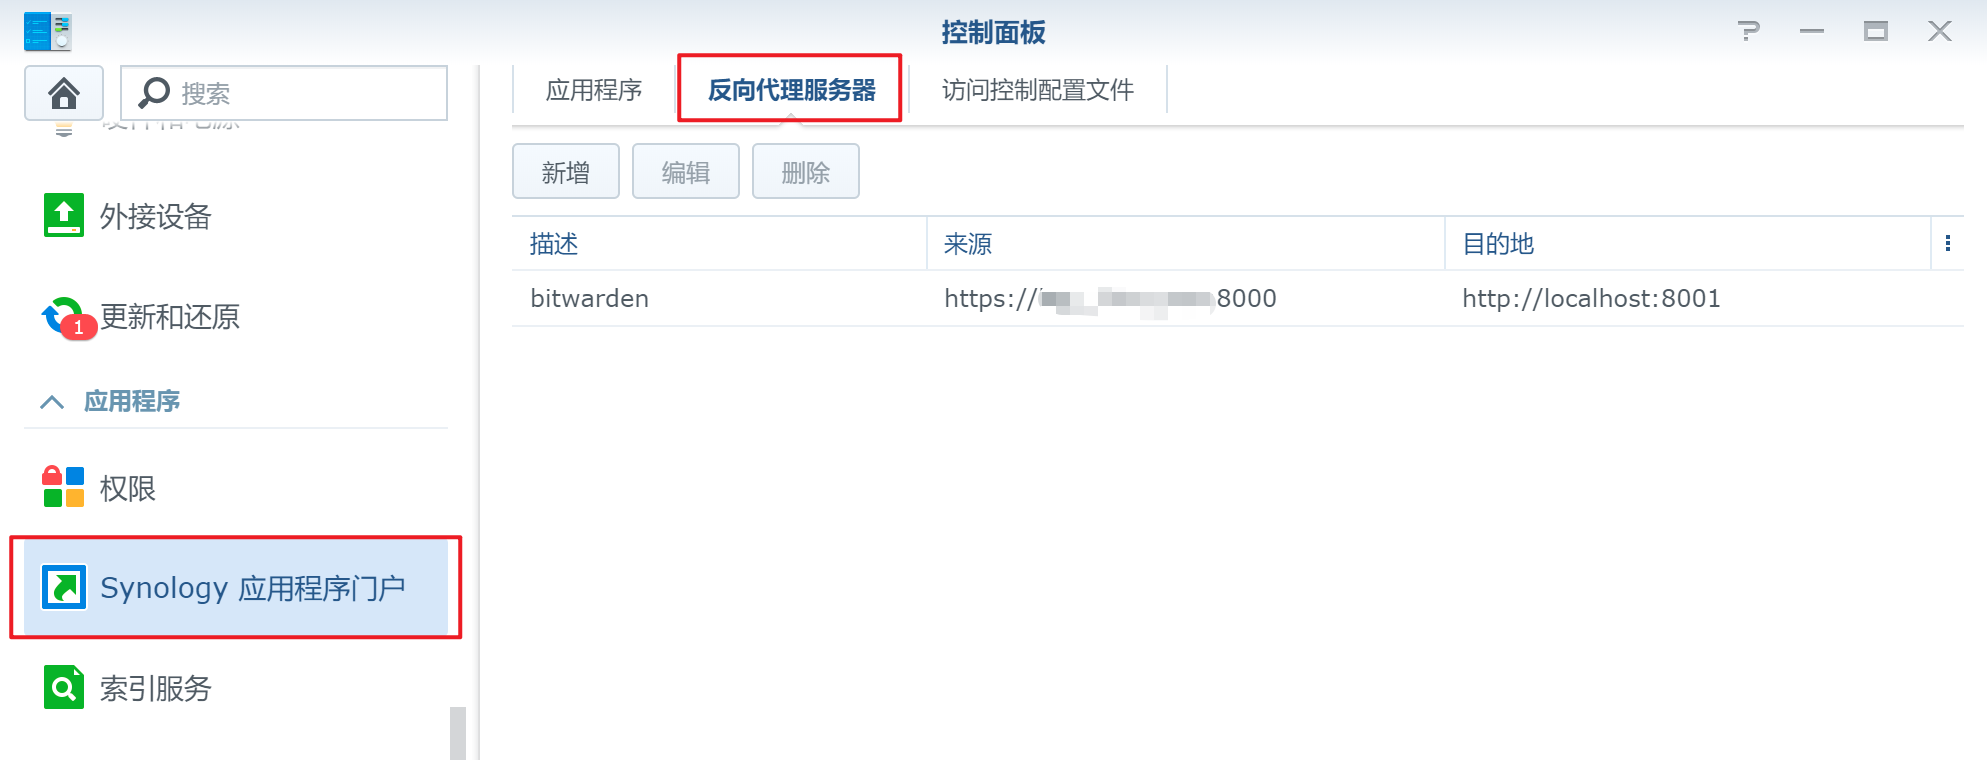 控制面板
搜索
应用程序
反向代理服务器
访问控制配置文件
新增
编辑
删除
外接设备
描述
来源
目的地
bitwarden
https://
8000
http://localhost:8001
更新和还原
1
应用程序
权限
Synology 应用程序门户
索引服务